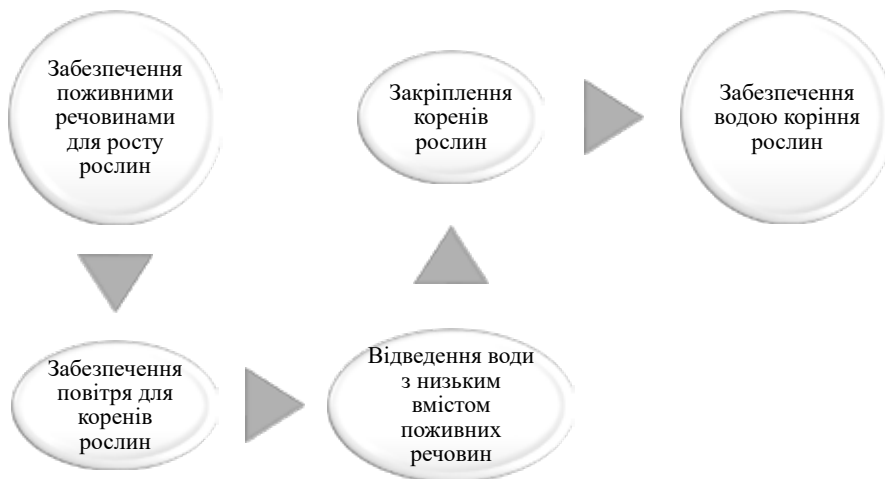 Забезпечення
поживними
речовинами
для росту
рослин
Забезпечення
повітря для
коренів
рослин
Відведення води
з низьким
вмістом
поживних
речовин
Закріплення
коренів
рослин
Забезпечення
водою коріння
рослин